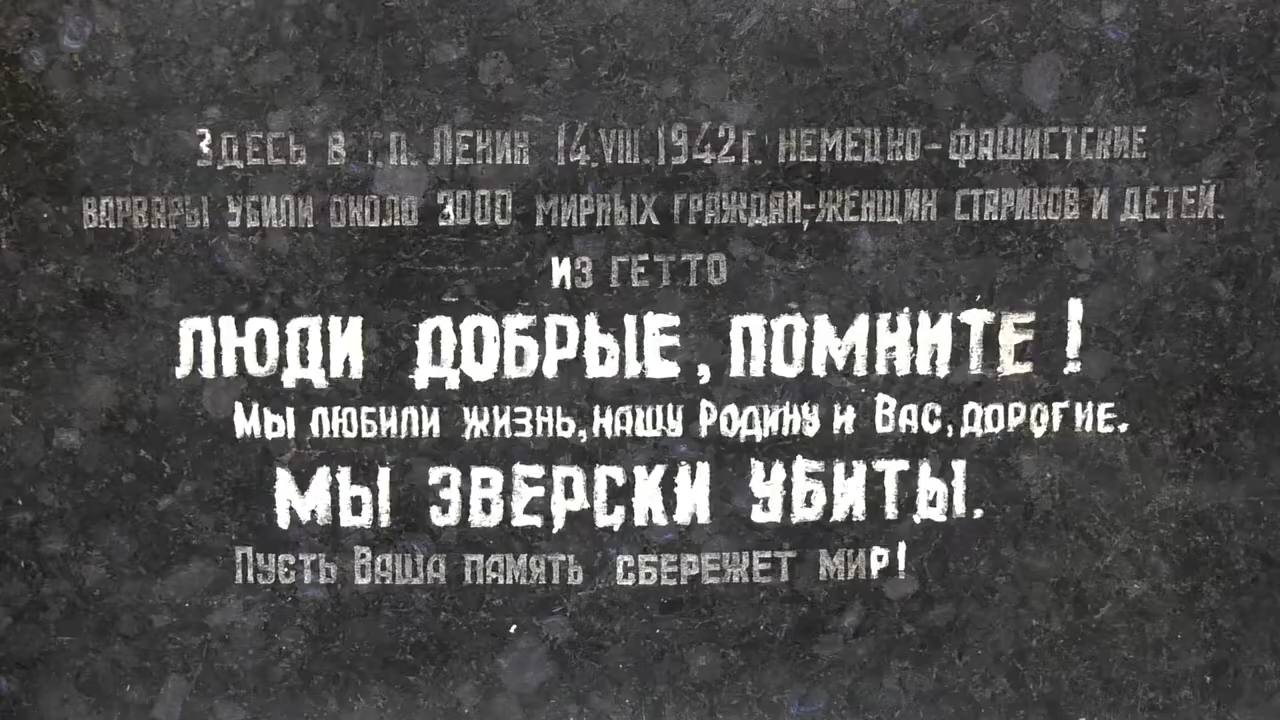 Здесь в г.п. Ленин 14.VIII.1942г. немецко-фашистские
варвары убили около 3000 мирных граждан,-женщин стариков и детей.
из гетто
ЛЮДИ ДОБРЫЕ, ПОМНИТЕ!
Мы любили жизнь, нашу Родину и Вас, дорогие.
МЫ ЗВЕРСКИ УБИТЫ.
Пусть Ваша память сбережет мир!